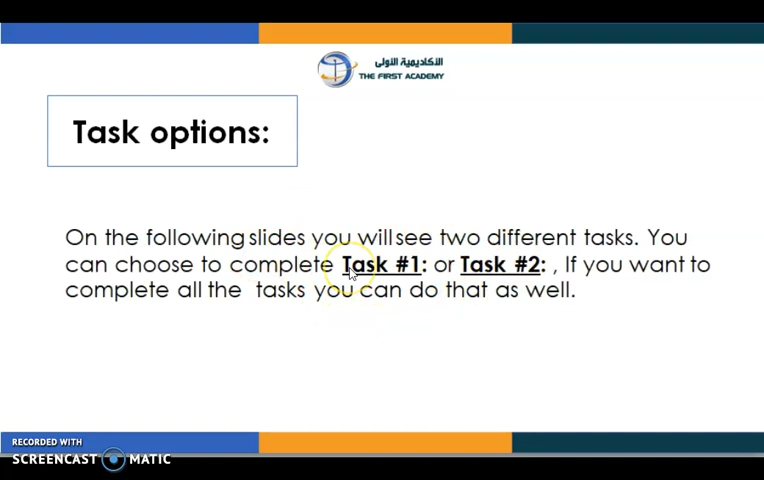 الأكاديمية الأولى
THE FIRST ACADEMY
Task options:
On the following slides you will see two different tasks. You
can choose to complete Task #1: or Task #2: , If you want to
complete all the tasks you can do that as well.
RECORDED WITH
SCREENCAST MATIC